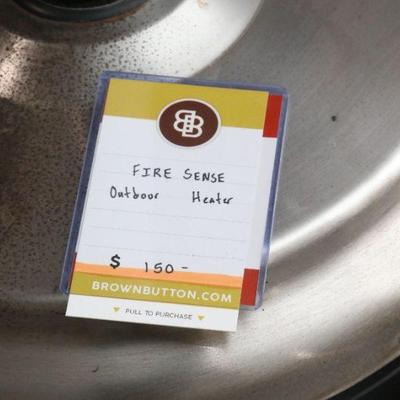 BB
FIRE SENSE
Outdoor Heater
$ 150-
BROWNBUTTON.COM
PULL TO PURCHASE